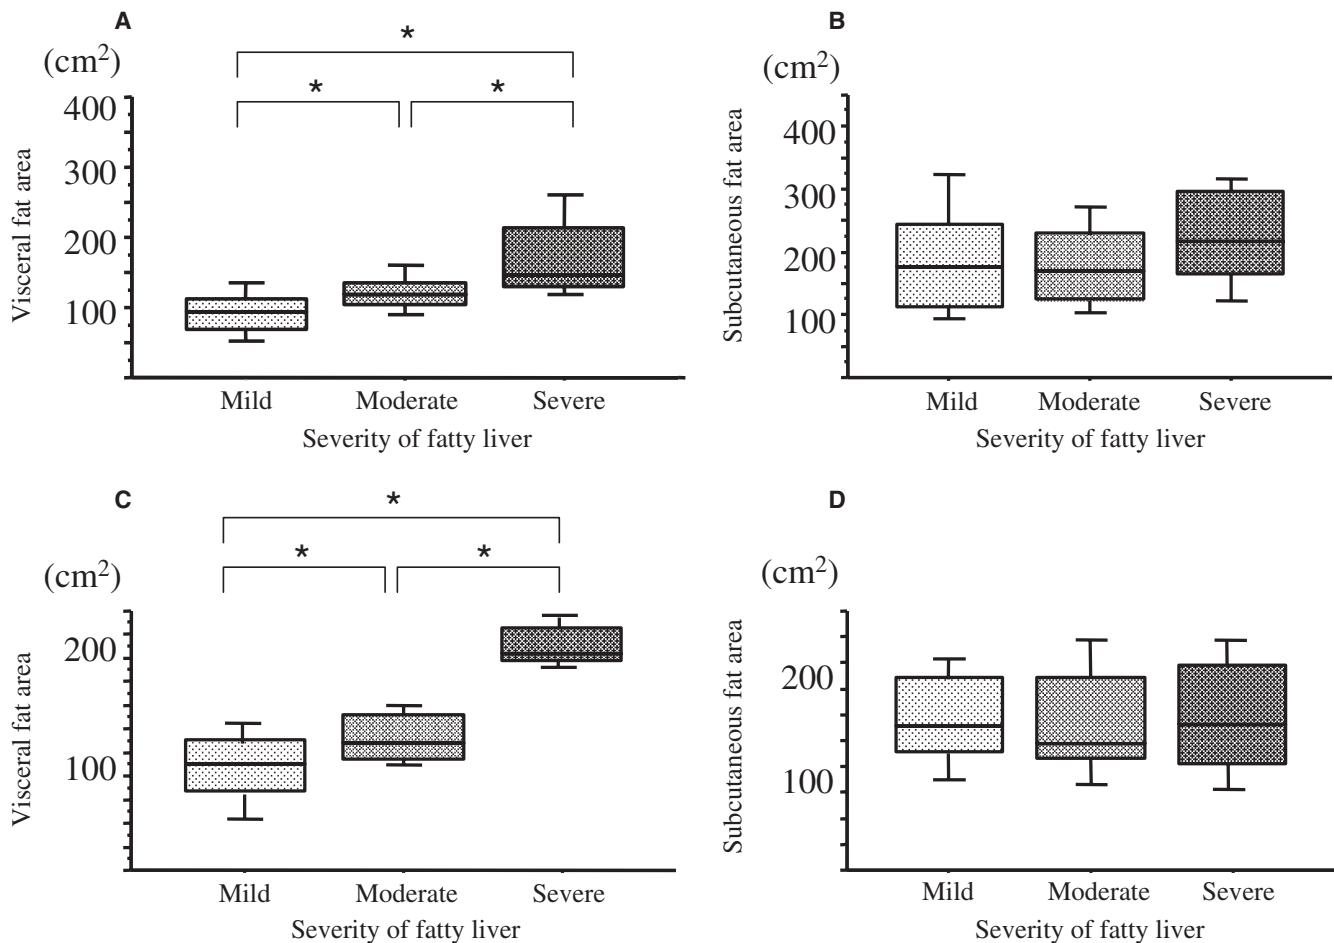 A
(cm²)
Visceral fat area
400
300
200
100
*
*
*
Mild
Moderate
Severe
Severity of fatty liver
B
(cm²)
Subcutaneous fat area
400
300
200
100
Mild
Moderate
Severe
Severity of fatty liver
C
(cm²)
Visceral fat area
200
100
*
*
*
Mild
Moderate
Severe
Severity of fatty liver
D
(cm²)
Subcutaneous fat area
200
100
Mild
Moderate
Severe
Severity of fatty liver